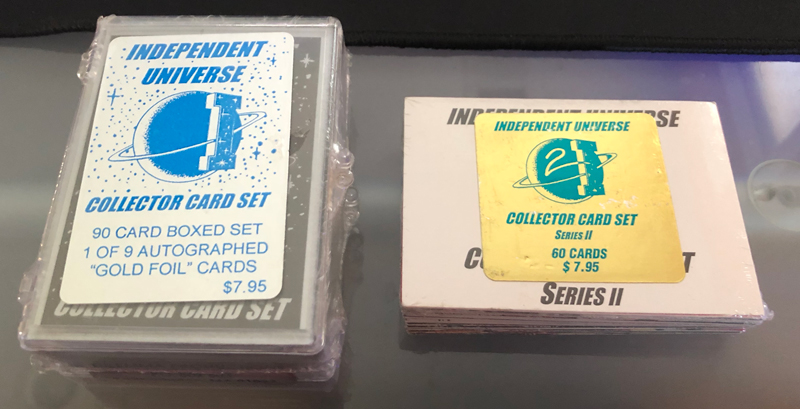 INDEPENDENT
UNIVERSE
I
COLLECTOR CARD SET
90 CARD BOXED SET
1 OF 9 AUTOGRAPHED
"GOLD FOIL" CARDS
$7.95
COLLECTOR CARD SET
INDEPENDENT UNIVERSE
INDEPENDENT UNIVERSE
2
I
COLLECTOR CARD SET
SERIES II
60 CARDS
$7.95
SERIES II